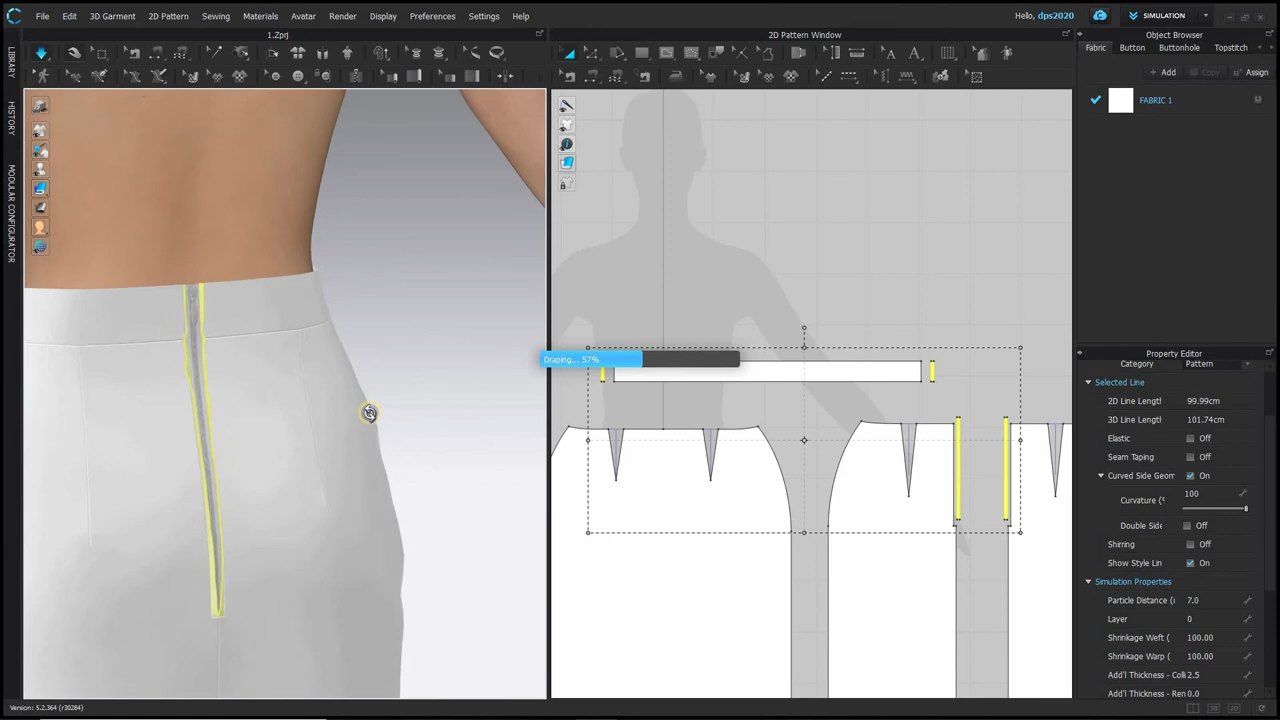 File Edit 3D Garment 2D Pattern Sewing Materials Avatar Render Display Preferences Settings Help
Hello, dps2020
SIMULATION
1.Zprj
2D Pattern Window
Object Browser
Fabric Button Buttonhole Topstitch
Add Copy Assign
FABRIC 1
LIBRARY
HISTORY
MODULAR CONFIGURATOR
Draping... 57%
Property Editor
Category Pattern
Selected Line
2D Line Lengtl 99.99cm
3D Line Lengtl 101.74cm
Elastic Off
Seam Taping Off
Curved Side Geom On
Curvature (% 100
Double Side Off
Shirring Off
Show Style Lin On
Simulation Properties
Particle Distance (r 7.0
Layer 0
Shrinkage Weft ( 100.00
Shrinkage Warp ( 100.00
Add'l Thickness - Colli 2.5
Add'l Thickness - Ren 0.0
Version: 5.2.364 (r30284)
3D 2D